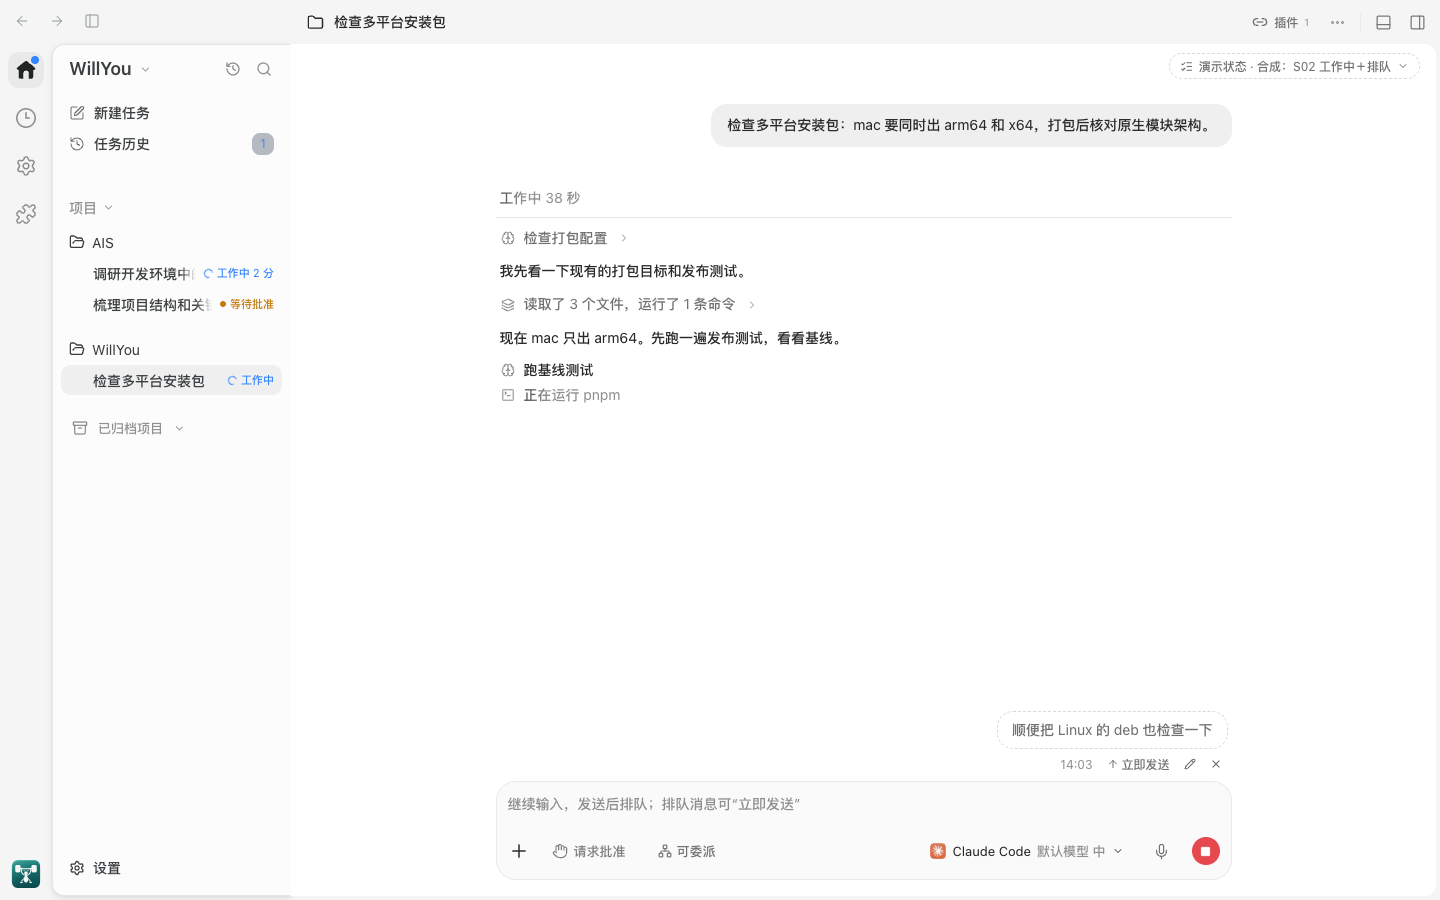 检查多平台安装包
插件 1
WillYou
演示状态 · 合成：S02 工作中＋排队
新建任务
任务历史 1
项目
AIS
调研开发环境中 工作中 2 分
梳理项目结构和关 等待批准
WillYou
检查多平台安装包 工作中
已归档项目
设置
检查多平台安装包：mac 要同时出 arm64 和 x64，打包后核对原生模块架构。
工作中 38 秒
检查打包配置
我先看一下现有的打包目标和发布测试。
读取了 3 个文件，运行了 1 条命令
现在 mac 只出 arm64。先跑一遍发布测试，看看基线。
跑基线测试
正在运行 pnpm
顺便把 Linux 的 deb 也检查一下
14:03 立即发送
继续输入，发送后排队；排队消息可“立即发送”
请求批准 可委派 Claude Code 默认模型 中